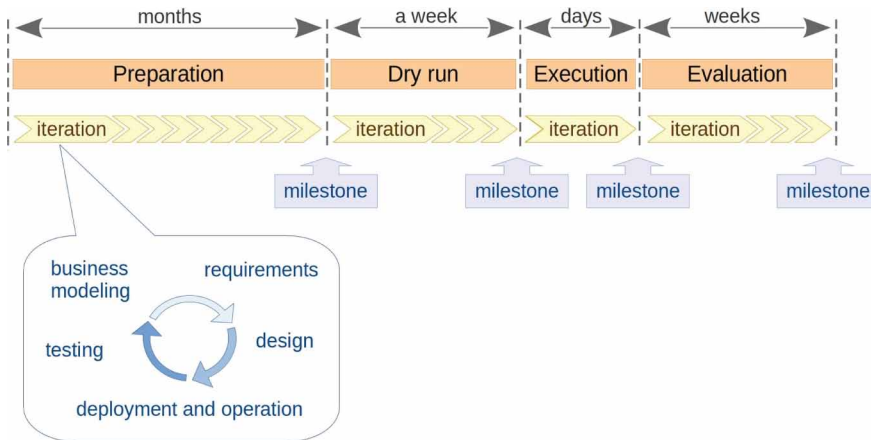 months
a week
days
weeks
Preparation
Dry run
Execution
Evaluation
iteration
iteration
iteration
iteration
milestone
milestone
milestone
milestone
business
modeling
requirements
testing
design
deployment and operation